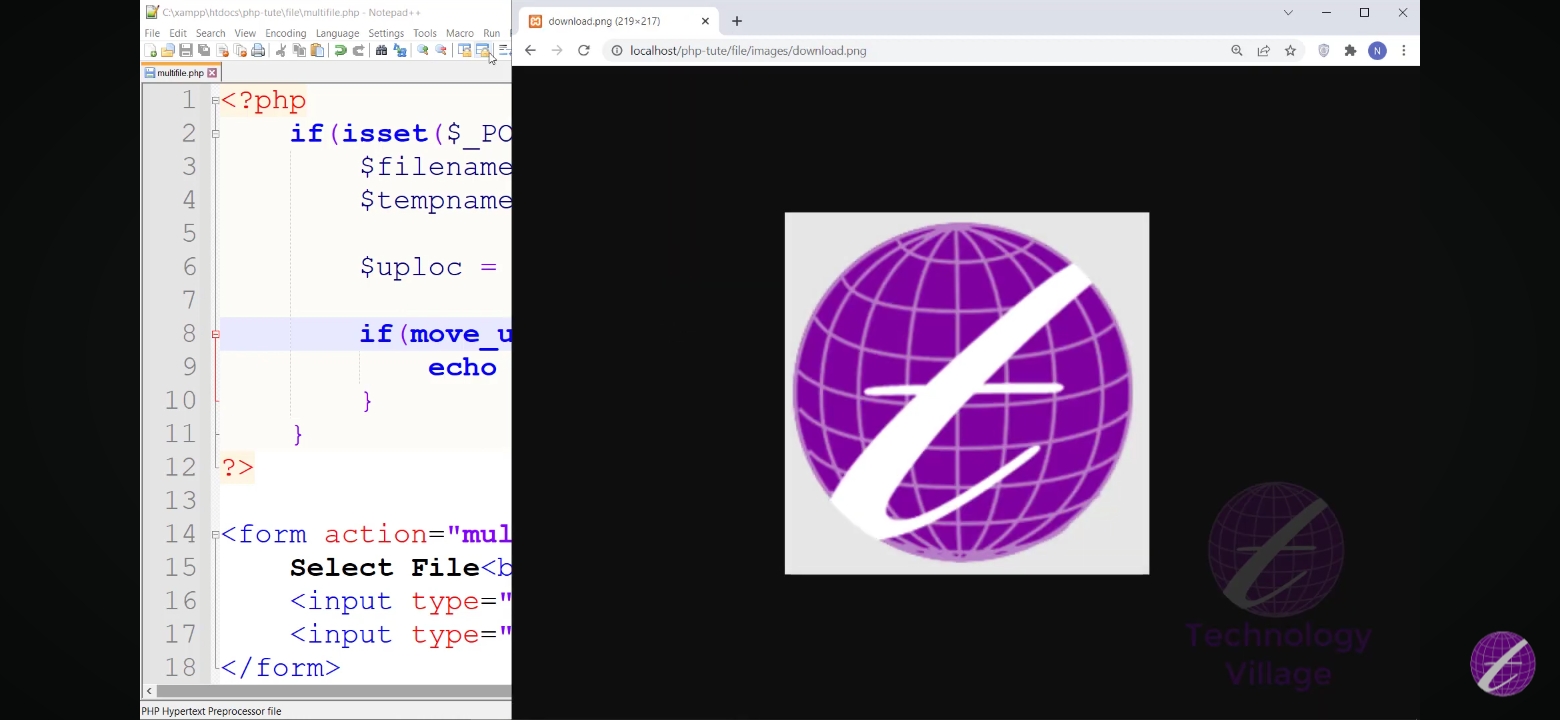 C:\xampp\htdocs\php-tute\file\multifile.php - Notepad++
File Edit Search View Encoding Language Settings Tools Macro Run
multifile.php
1 <?php
2 if(isset($_PO
3 $filename
4 $tempname
5
6 $uploc =
7
8 if(move_u
9 echo
10 }
11 }
12 ?>
13
14 <form action="mul
15 Select File<b
16 <input type="
17 <input type="
18 </form>
PHP Hypertext Preprocessor file
download.png (219×217)
localhost/php-tute/file/images/download.png
N
t
Technology
Village